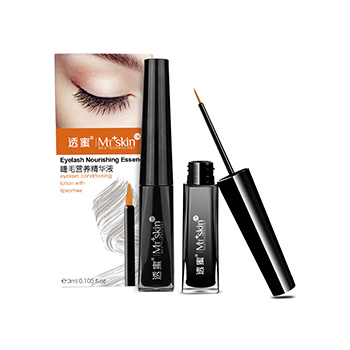 透蜜® Mr+skin
Eyelash Nourishing Essence
睫毛营养精华液
eyelash conditioning
lotion with
liposomes
℮3ml 0.105 fl.oz
透蜜® Mr+skin
透蜜® Mr+skin